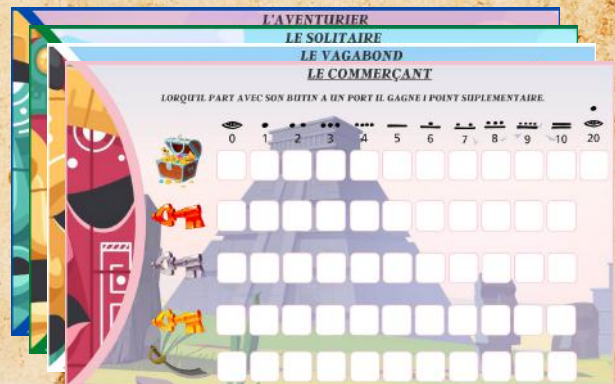 L'AVENTURIER
LE SOLITAIRE
LE VAGABOND
LE COMMERÇANT
LORQU'IL PART AVEC SON BUTIN A UN PORT IL GAGNE 1 POINT SUPLEMENTAIRE.
0 1 2 3 4 5 6 7 8 9 10 20